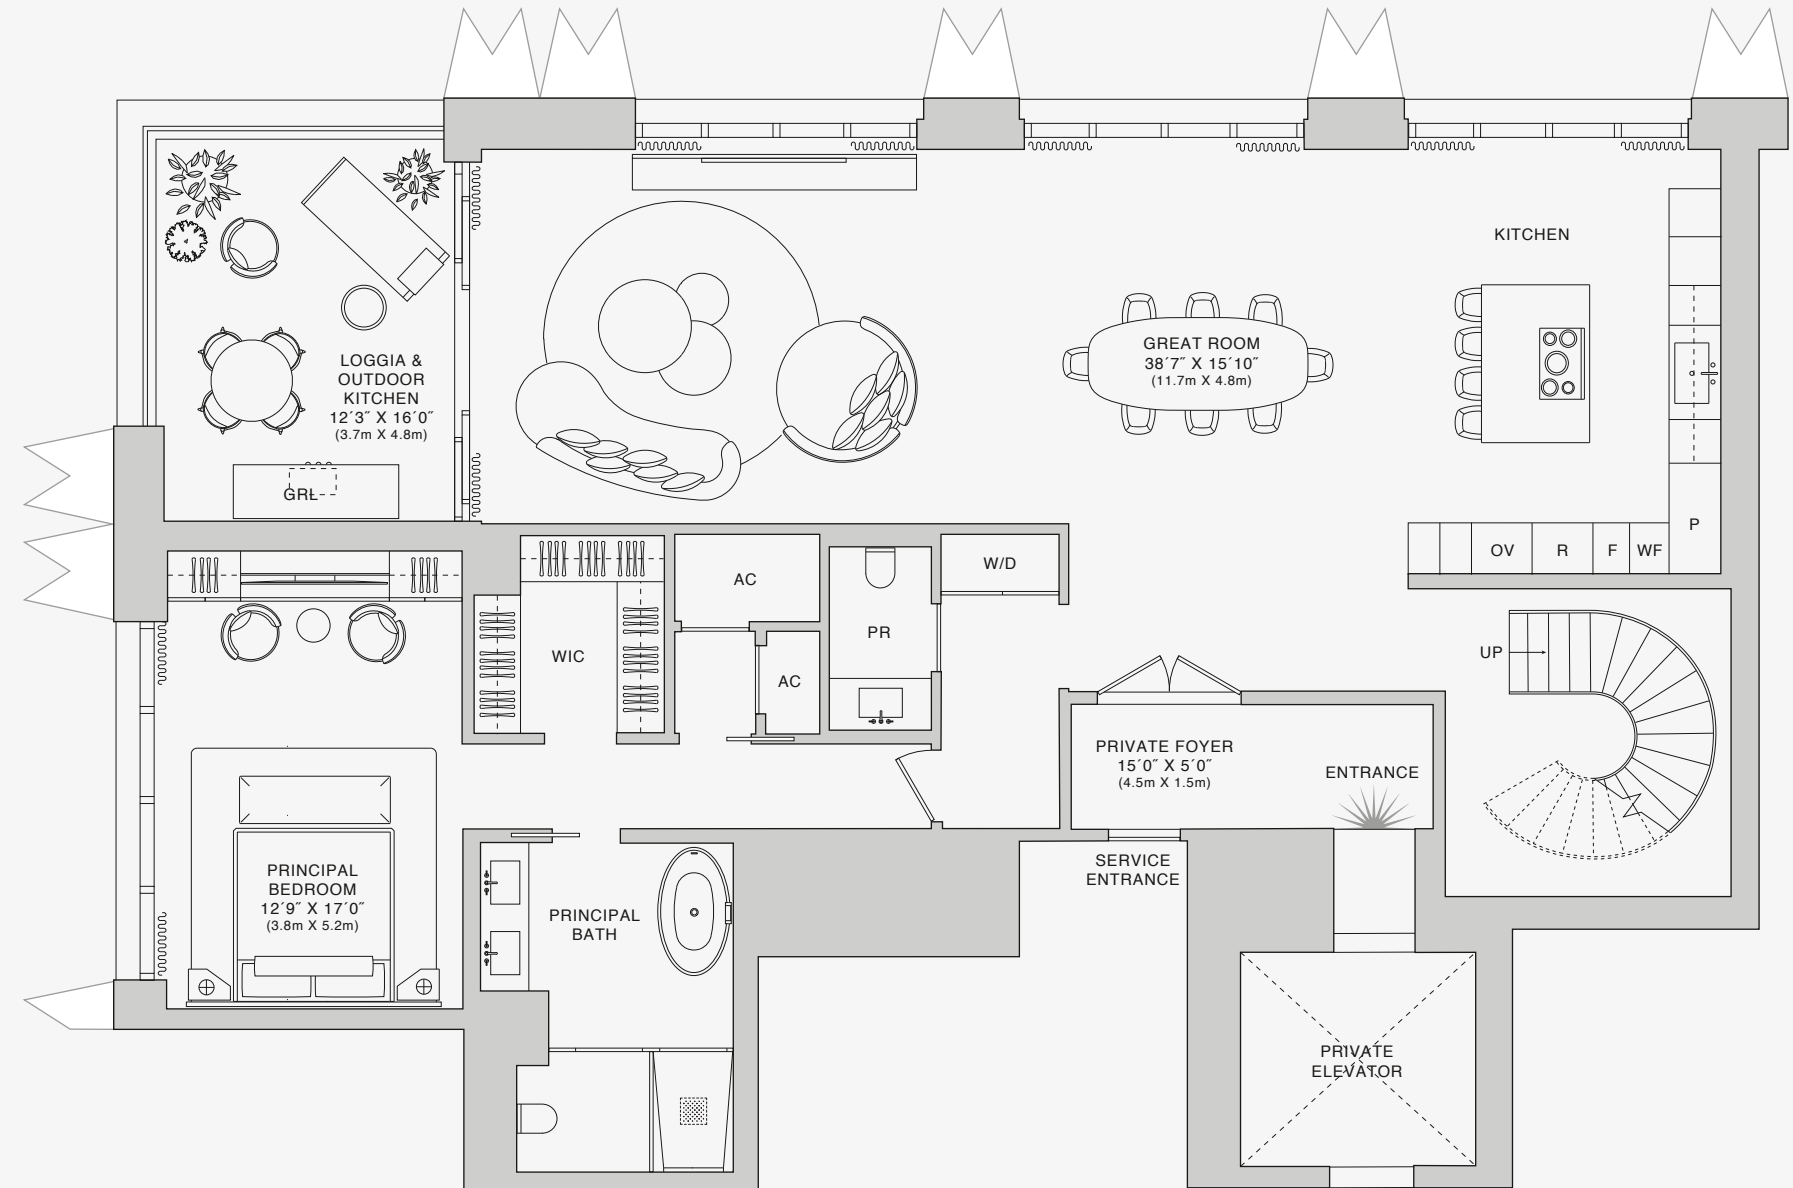 KITCHEN
GREAT ROOM
38´7˝ X 15´10˝
(11.7m X 4.8m)
LOGGIA &
OUTDOOR
KITCHEN
12´3˝ X 16´0˝
(3.7m X 4.8m)
GRL
P
OV
R
F
WF
AC
W/D
PR
WIC
AC
UP
PRIVATE FOYER
15´0˝ X 5´0˝
(4.5m X 1.5m)
ENTRANCE
SERVICE
ENTRANCE
PRINCIPAL
BEDROOM
12´9˝ X 17´0˝
(3.8m X 5.2m)
PRINCIPAL
BATH
PRIVATE
ELEVATOR